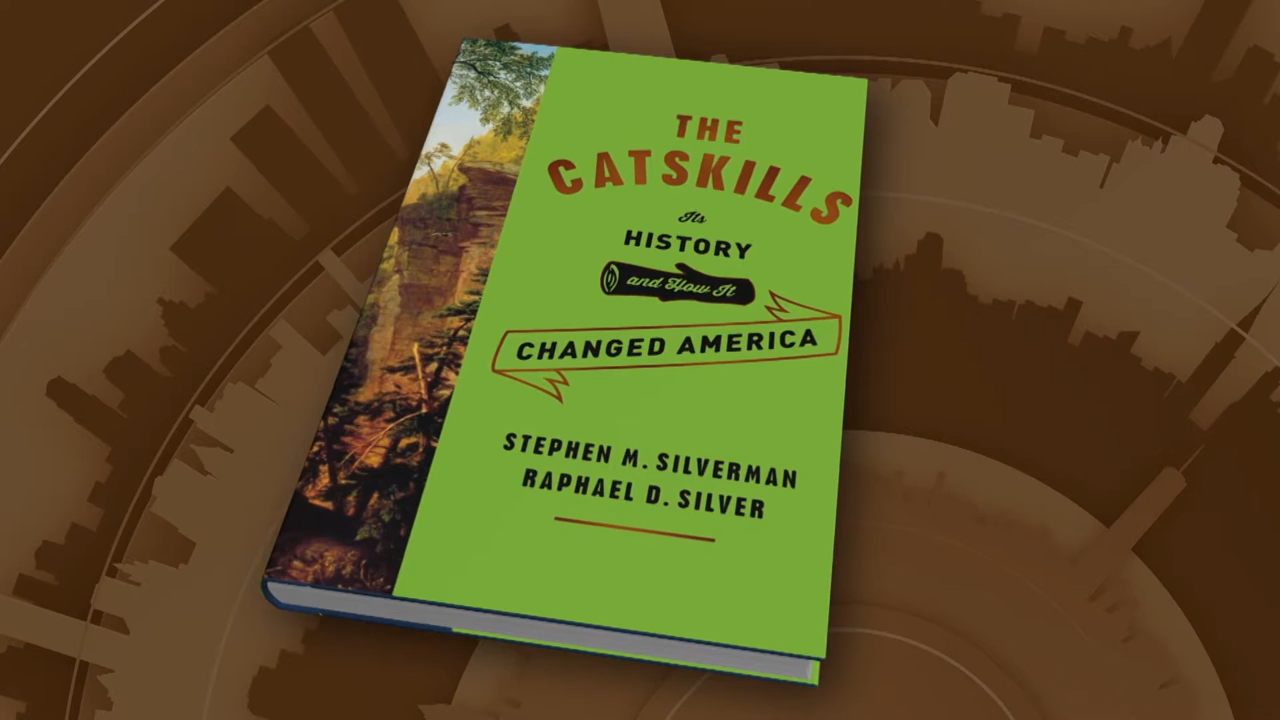 THE
CATSKILLS
Its
HISTORY
and How It
CHANGED AMERICA
STEPHEN M. SILVERMAN
RAPHAEL D. SILVER